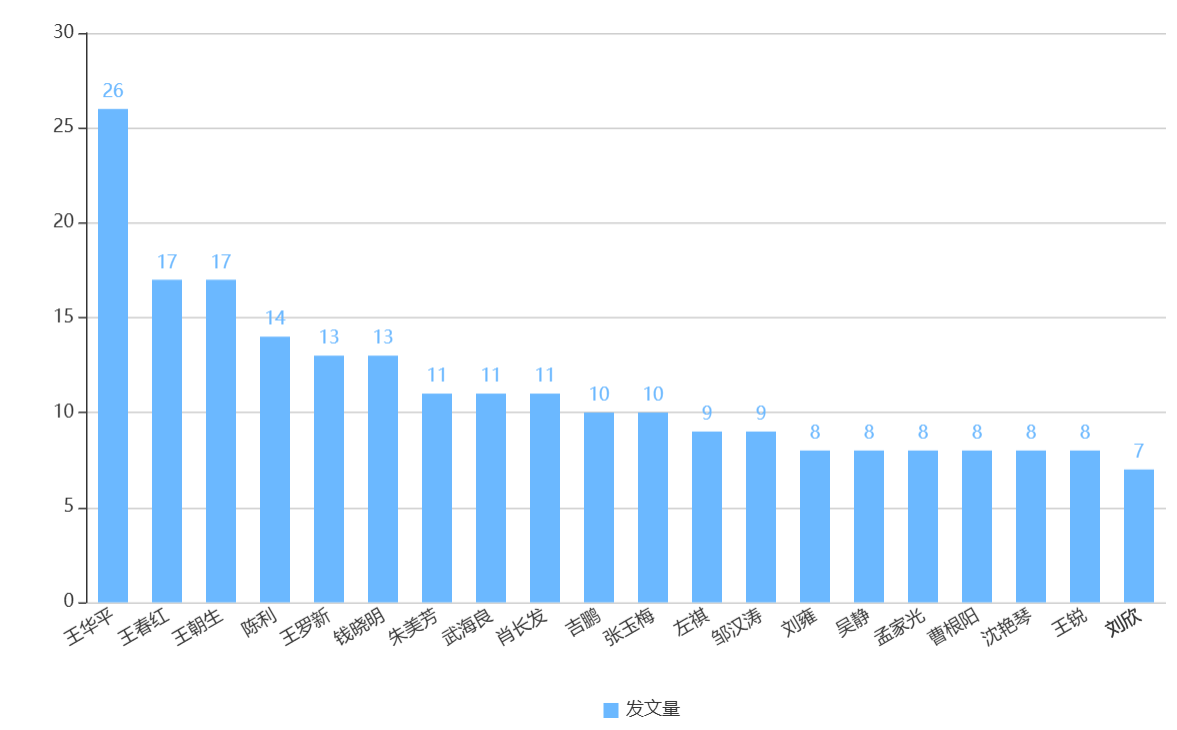 30
25
20
15
10
5
0
26
17
17
14
13
13
11
11
11
10
10
9
9
8
8
8
8
8
8
7
王华平
王春红
王朝生
陈利
王罗新
钱晓明
朱美芳
武海良
肖长发
吉鹏
张玉梅
左祺
邹汉涛
刘雍
吴静
孟家光
曹根阳
沈艳琴
王锐
刘欣
发文量